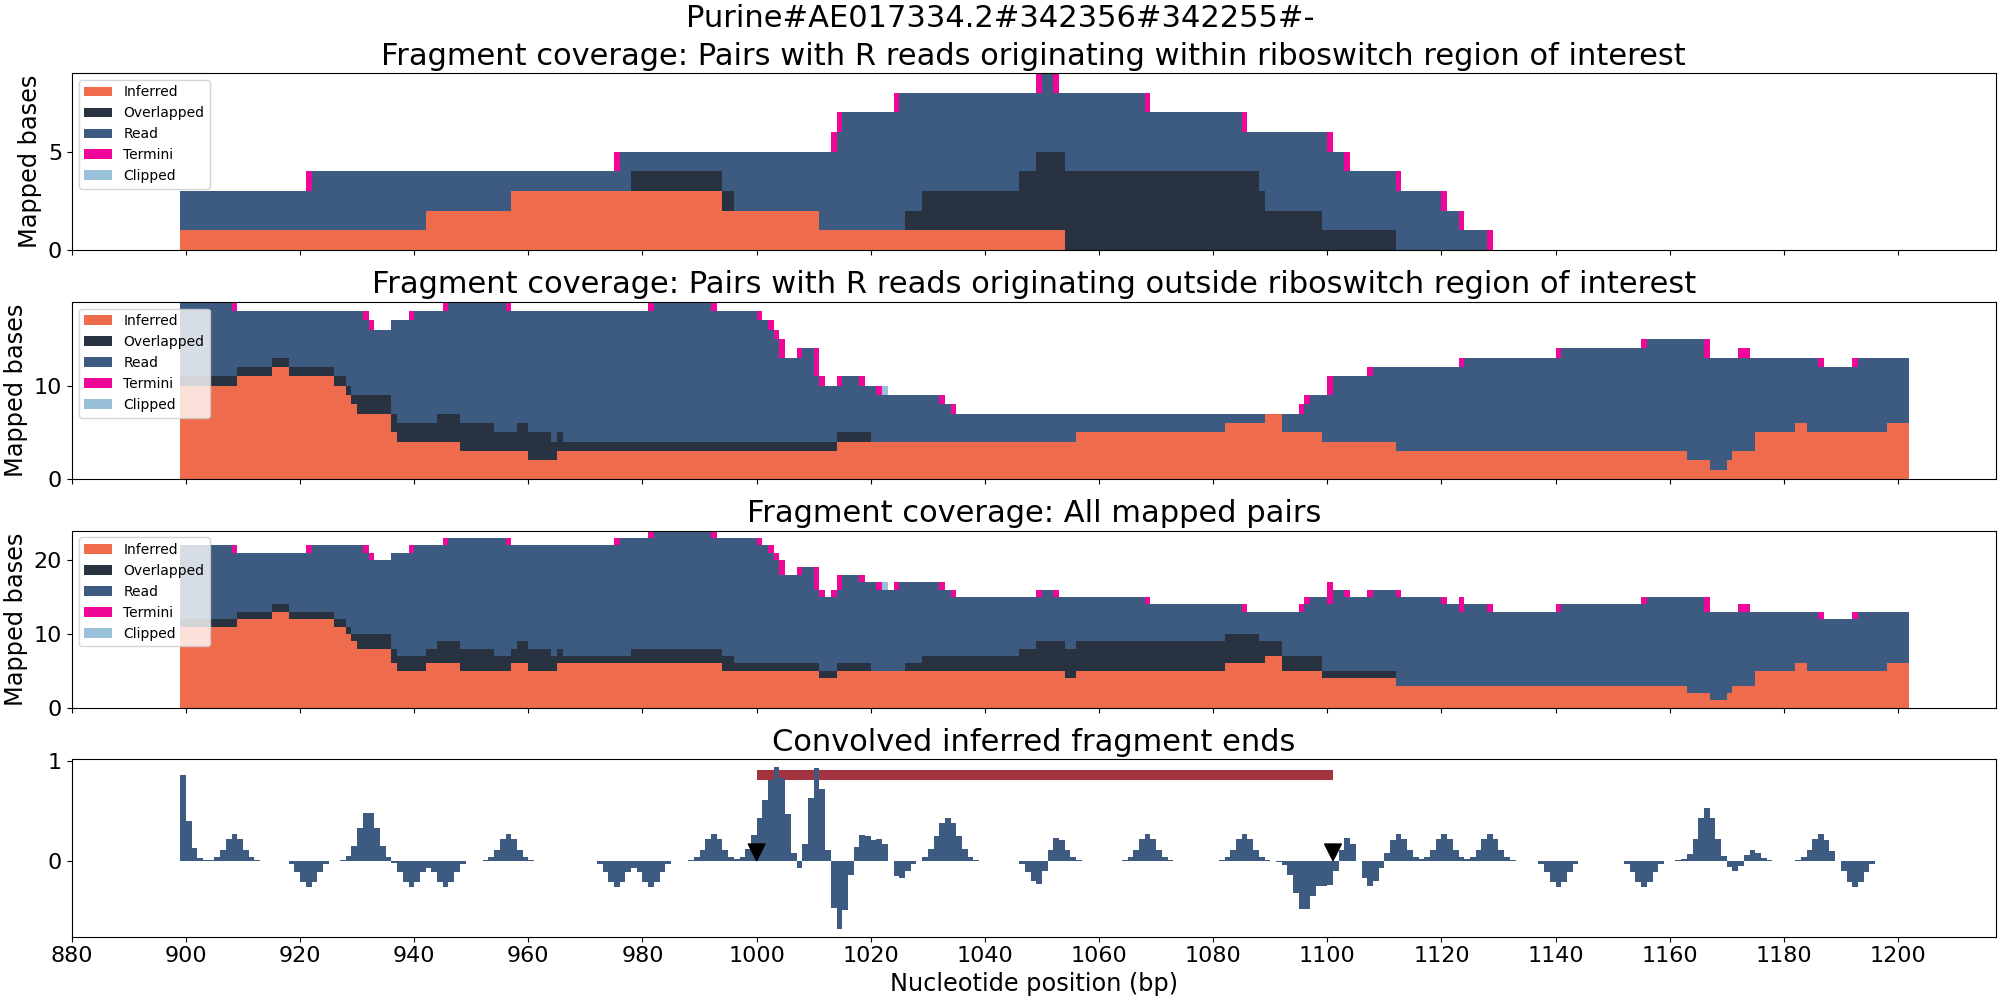 Purine#AE017334.2#342356#342255#-
Fragment coverage: Pairs with R reads originating within riboswitch region of interest
Mapped bases
5
0
Inferred
Overlapped
Read
Termini
Clipped
Fragment coverage: Pairs with R reads originating outside riboswitch region of interest
Mapped bases
10
0
Inferred
Overlapped
Read
Termini
Clipped
Fragment coverage: All mapped pairs
Mapped bases
20
10
0
Inferred
Overlapped
Read
Termini
Clipped
Convolved inferred fragment ends
1
0
880 900 920 940 960 980 1000 1020 1040 1060 1080 1100 1120 1140 1160 1180 1200
Nucleotide position (bp)